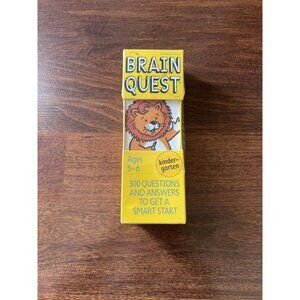 BRAIN
QUEST
Ages
5-6
kinder-
garten
300 QUESTIONS
AND ANSWERS
TO GET A
SMART START